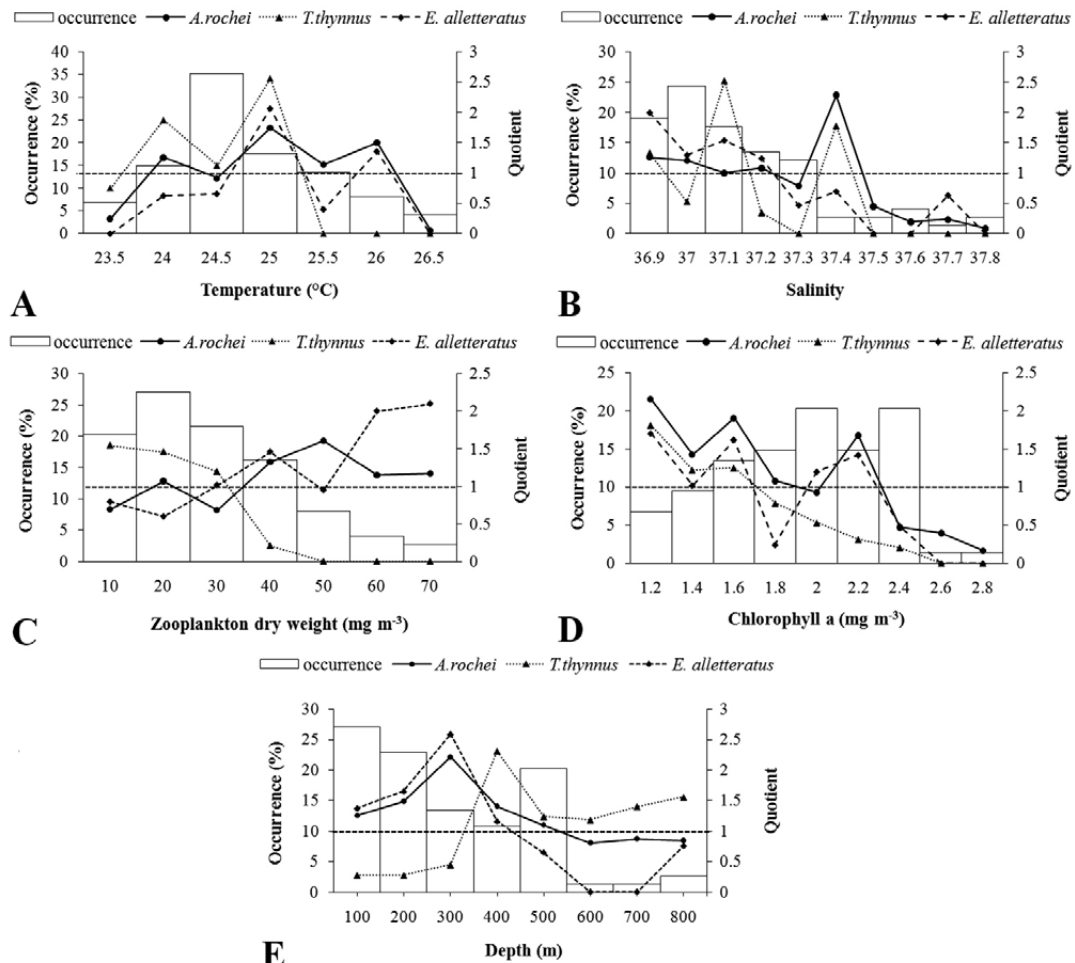 occurrence A.rochei T.thynnus E. alletteratus
Occurrence (%)
40
35
30
25
20
15
10
5
0
3
2.5
2
1.5
1
0.5
0
Quotient
23.5 24 24.5 25 25.5 26 26.5
Temperature (°C)
A
occurrence A.rochei T.thynnus E. alletteratus
Occurrence (%)
30
25
20
15
10
5
0
3
2.5
2
1.5
1
0.5
0
Quotient
36.9 37 37.1 37.2 37.3 37.4 37.5 37.6 37.7 37.8
Salinity
B
occurrence A.rochei T.thynnus E. alletteratus
Occurrence (%)
30
25
20
15
10
5
0
2.5
2
1.5
1
0.5
0
Quotient
10 20 30 40 50 60 70
Zooplankton dry weight (mg m⁻³)
C
occurrence A.rochei T.thynnus E. alletteratus
Occurrence (%)
25
20
15
10
5
0
2.5
2
1.5
1
0.5
0
Quotient
1.2 1.4 1.6 1.8 2 2.2 2.4 2.6 2.8
Chlorophyll a (mg m⁻³)
D
occurrence A.rochei T.thynnus E. alletteratus
Occurrence (%)
30
25
20
15
10
5
0
3
2.5
2
1.5
1
0.5
0
Quotient
100 200 300 400 500 600 700 800
Depth (m)
E